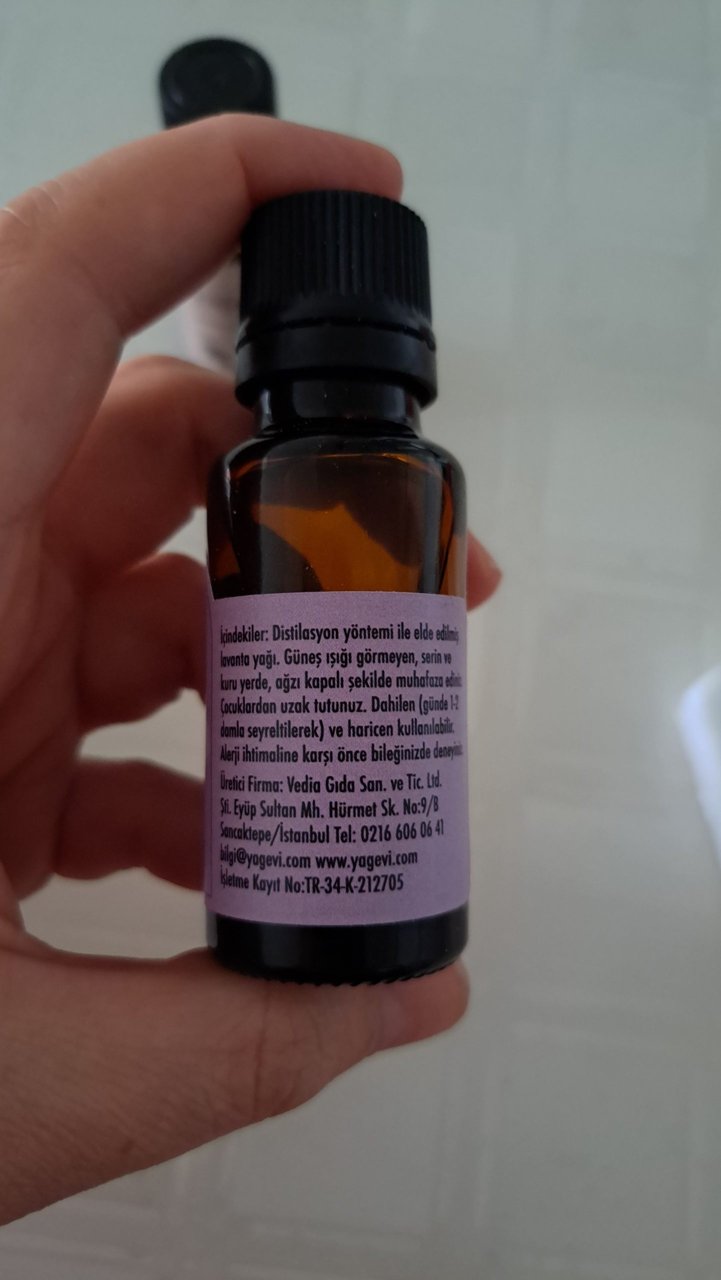 İçindekiler: Distilasyon yöntemi ile elde edilmiş
lavanta yağı. Güneş ışığı görmeyen, serin ve
kuru yerde, ağzı kapalı şekilde muhafaza
Çocuklardan uzak tutunuz. Dahilen (günde 1-2
damla seyreltilerek) ve haricen kullanılabilir.
Alerji ihtimaline karşı önce bileğinizde
Üretici Firma: Vedia Gıda San. ve Tic. Ltd.
Şti. Eyüp Sultan Mh. Hürmet Sk. No:9/B
Sancaktepe/İstanbul Tel: 0216 606 06 41
bilgi@yagevi.com www.yagevi.com
İşletme Kayıt No:TR-34-K-212705